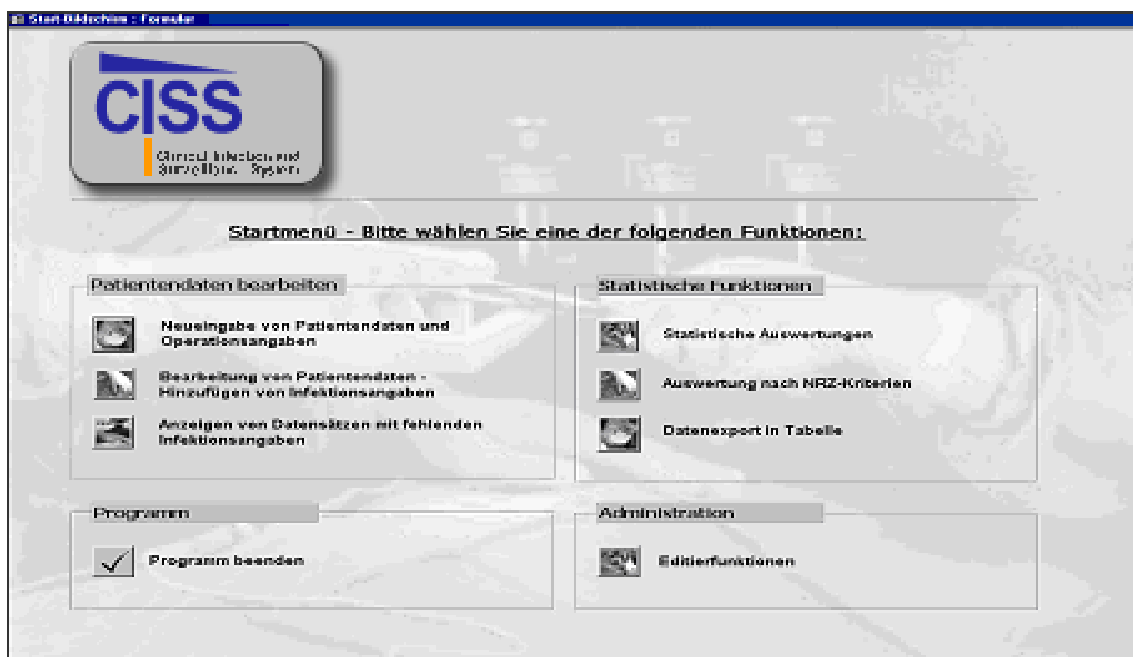 Start-Bildschirm : Formular
CISS
Clinical Infection and
Surveillance System
Startmenü - Bitte wählen Sie eine der folgenden Funktionen:
Patientendaten bearbeiten
Neueingabe von Patientendaten und
Operationsangaben
Bearbeitung von Patientendaten -
Hinzufügen von Infektionsangaben
Anzeigen von Datensätzen mit fehlenden
Infektionsangaben
Statistische Funktionen
Statistische Auswertungen
Auswertung nach NRZ-Kriterien
Datenexport in Tabelle
Programm
Programm beenden
Administration
Editierfunktionen